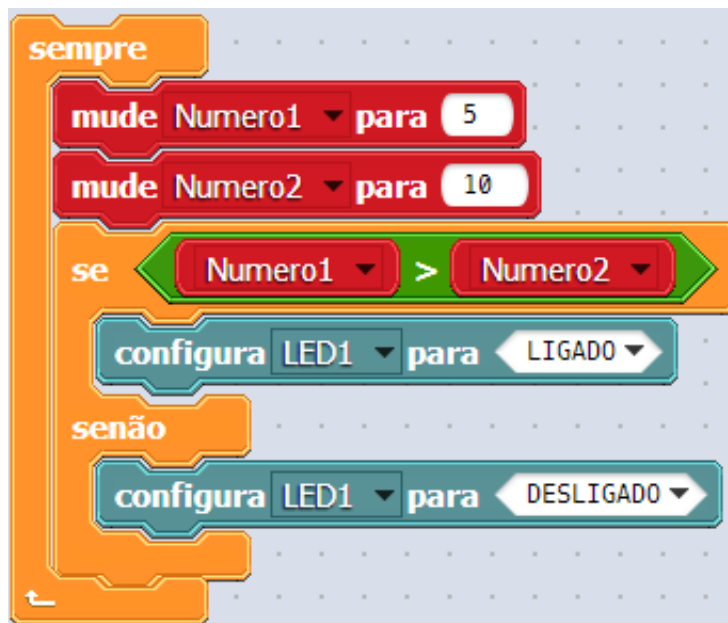 sempre
mude Numero1 para 5
mude Numero2 para 10
se Numero1 > Numero2
configura LED1 para LIGADO
senão
configura LED1 para DESLIGADO